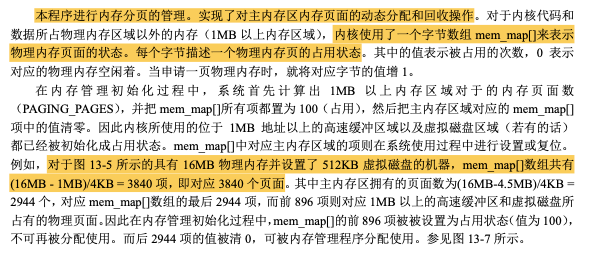 本程序进行内存分页的管理。实现了对主内存区内存页面的动态分配和回收操作。对于内核代码和
数据所占物理内存区域以外的内存（1MB 以上内存区域），内核使用了一个字节数组 mem_map[]来表示
物理内存页面的状态。每个字节描述一个物理内存页的占用状态。其中的值表示被占用的次数，0 表示
对应的物理内存空闲着。当申请一页物理内存时，就将对应字节的值增 1。
在内存管理初始化过程中，系统首先计算出 1MB 以上内存区域对于的内存页面数
（PAGING_PAGES），并把 mem_map[]所有项都置为 100（占用），然后把主内存区域对应的 mem_map[]
项中的值清零。因此内核所使用的位于 1MB 地址以上的高速缓冲区域以及虚拟磁盘区域（若有的话）
都已经被初始化成占用状态。mem_map[]中对应主内存区域的项则在系统使用过程中进行设置或复位。
例如，对于图 13-5 所示的具有 16MB 物理内存并设置了 512KB 虚拟磁盘的机器，mem_map[]数组共有
(16MB - 1MB)/4KB = 3840 项，即对应 3840 个页面。其中主内存区拥有的页面数为(16MB-4.5MB)/4KB =
2944 个，对应 mem_map[]数组的最后 2944 项，而前 896 项则对应 1MB 以上的高速缓冲区和虚拟磁盘所
占有的物理页面。因此在内存管理初始化过程中，mem_map[]的前 896 项被被设置为占用状态（值为 100），
不可再被分配使用。而后 2944 项的值被清 0，可被内存管理程序分配使用。参见图 13-7 所示。